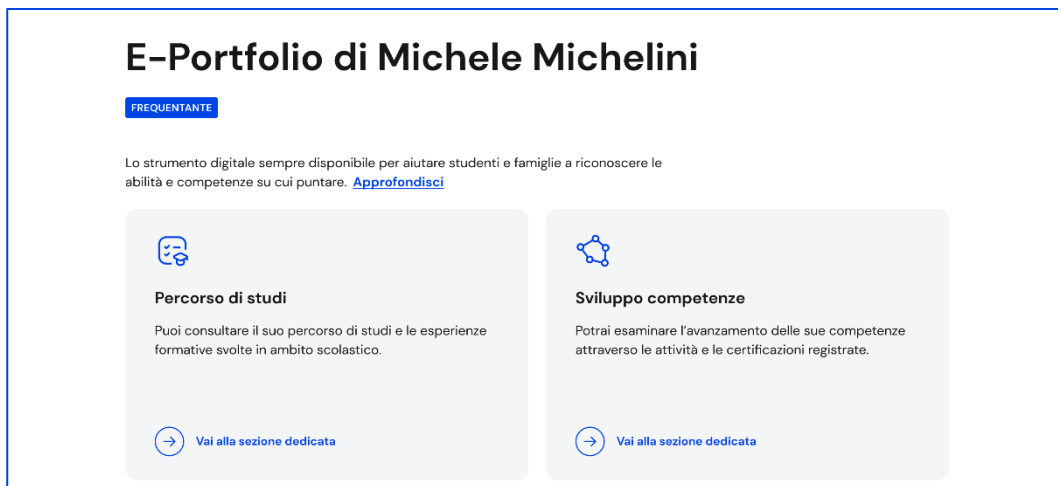 E-Portfolio di Michele Michelini
FREQUENTANTE
Lo strumento digitale sempre disponibile per aiutare studenti e famiglie a riconoscere le
abilità e competenze su cui puntare. Approfondisci
Percorso di studi
Puoi consultare il suo percorso di studi e le esperienze
formative svolte in ambito scolastico.
Vai alla sezione dedicata
Sviluppo competenze
Potrai esaminare l'avanzamento delle sue competenze
attraverso le attività e le certificazioni registrate.
Vai alla sezione dedicata